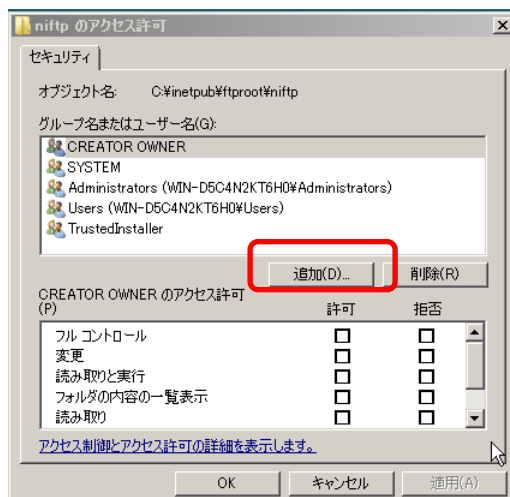 niftp のアクセス許可
セキュリティ
オブジェクト名: C:¥inetpub¥ftproot¥niftp
グループ名またはユーザー名(G):
CREATOR OWNER
SYSTEM
Administrators (WIN-D5C4N2KT6H0¥Administrators)
Users (WIN-D5C4N2KT6H0¥Users)
TrustedInstaller
追加(D)... 削除(R)
CREATOR OWNER のアクセス許可
(P) 許可 拒否
フル コントロール
変更
読み取りと実行
フォルダの内容の一覧表示
読み取り
アクセス制御とアクセス許可の詳細を表示します。
OK キャンセル 適用(A)